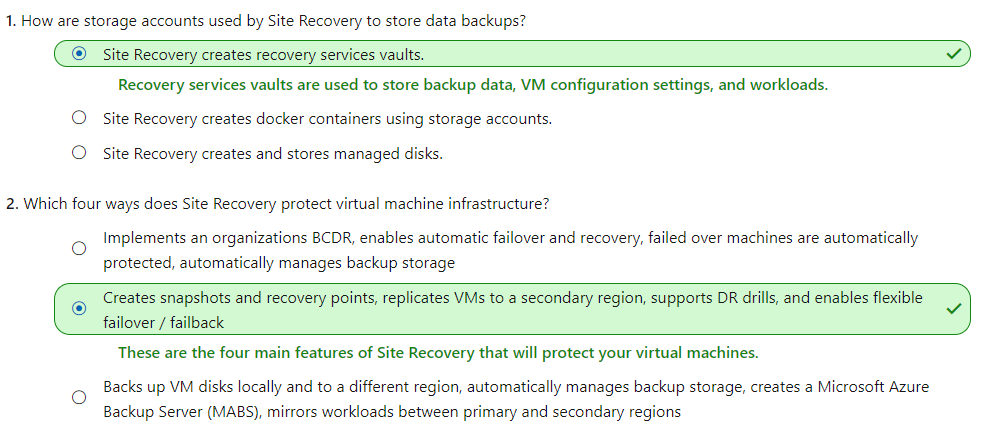 1. How are storage accounts used by Site Recovery to store data backups?
Site Recovery creates recovery services vaults.
Recovery services vaults are used to store backup data, VM configuration settings, and workloads.
Site Recovery creates docker containers using storage accounts.
Site Recovery creates and stores managed disks.
2. Which four ways does Site Recovery protect virtual machine infrastructure?
Implements an organizations BCDR, enables automatic failover and recovery, failed over machines are automatically
protected, automatically manages backup storage
Creates snapshots and recovery points, replicates VMs to a secondary region, supports DR drills, and enables flexible
failover / failback
These are the four main features of Site Recovery that will protect your virtual machines.
Backs up VM disks locally and to a different region, automatically manages backup storage, creates a Microsoft Azure
Backup Server (MABS), mirrors workloads between primary and secondary regions